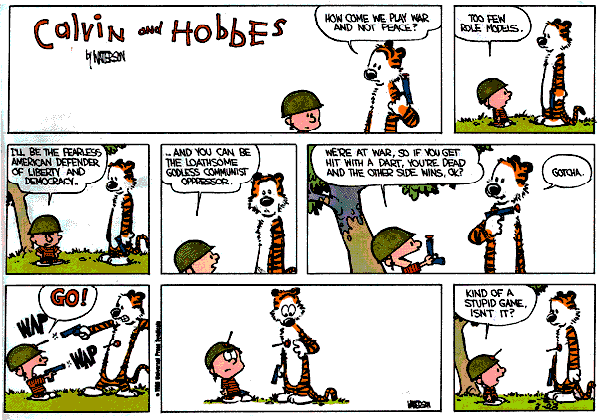 Calvin and Hobbes
by WATTERSON
HOW COME WE PLAY WAR
AND NOT PEACE?
TOO FEW
ROLE MODELS.
I'LL BE THE FEARLESS
AMERICAN DEFENDER
OF LIBERTY AND
DEMOCRACY..
..AND YOU CAN BE
THE LOATHSOME
GODLESS COMMUNIST
OPPRESSOR.
WE'RE AT WAR, SO IF YOU GET
HIT WITH A DART, YOU'RE DEAD
AND THE OTHER SIDE WINS, OK?
GOTCHA.
GO!
WAP
WAP
Universal Press Syndicate
WATTERSON
KIND OF A
STUPID GAME,
ISN'T IT?